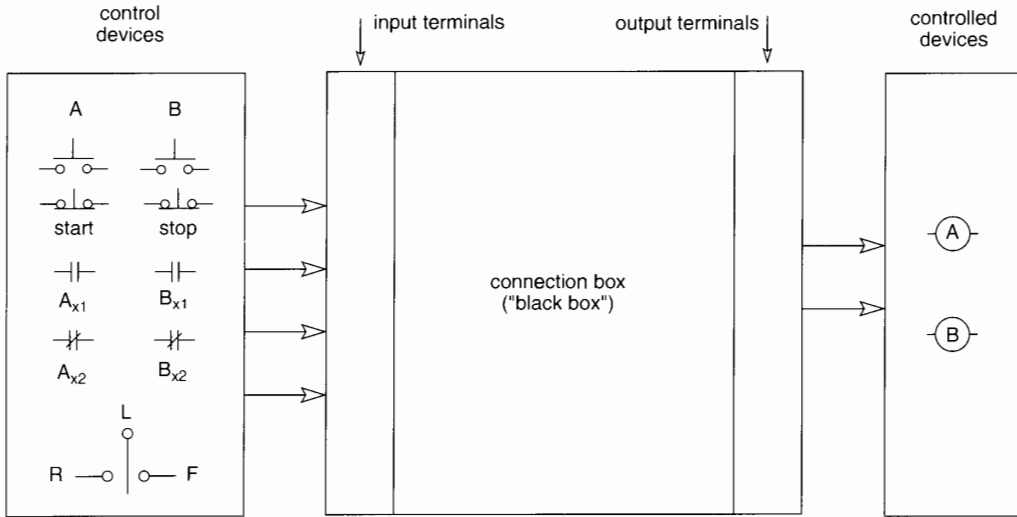 control
devices
input terminals
output terminals
controlled
devices
A B
start stop
Ax1 Bx1
Ax2 Bx2
L
R F
connection box
("black box")
A
B